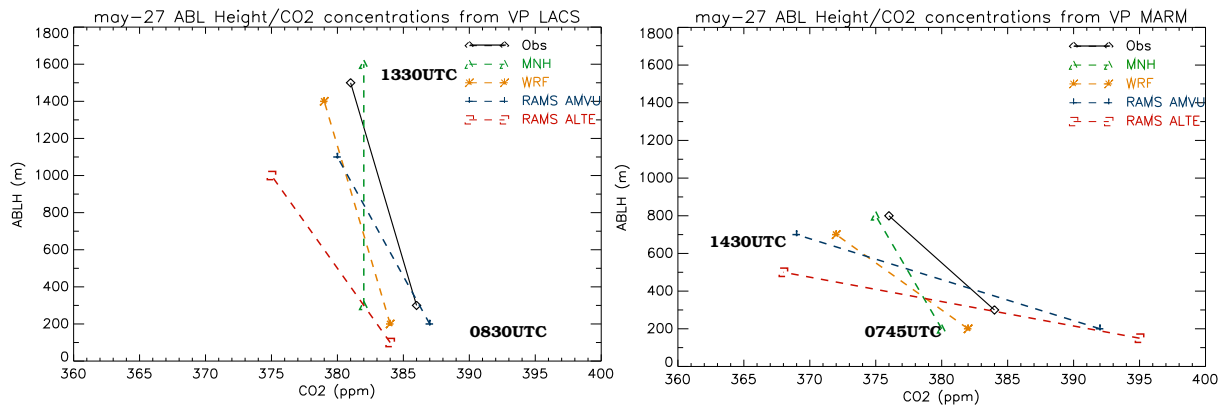 may-27 ABL Height/CO2 concentrations from VP LACS
1800
1600
1400
1200
1000
800
600
400
200
0
ABLH (m)
Obs
MNH
WRF
RAMS AMVU
RAMS ALTE
1330UTC
0830UTC
360 365 370 375 380 385 390 395 400
CO2 (ppm)
may-27 ABL Height/CO2 concentrations from VP MARM
1800
1600
1400
1200
1000
800
600
400
200
0
ABLH (m)
Obs
MNH
WRF
RAMS AMVU
RAMS ALTE
1430UTC
0745UTC
360 365 370 375 380 385 390 395 400
CO2 (ppm)